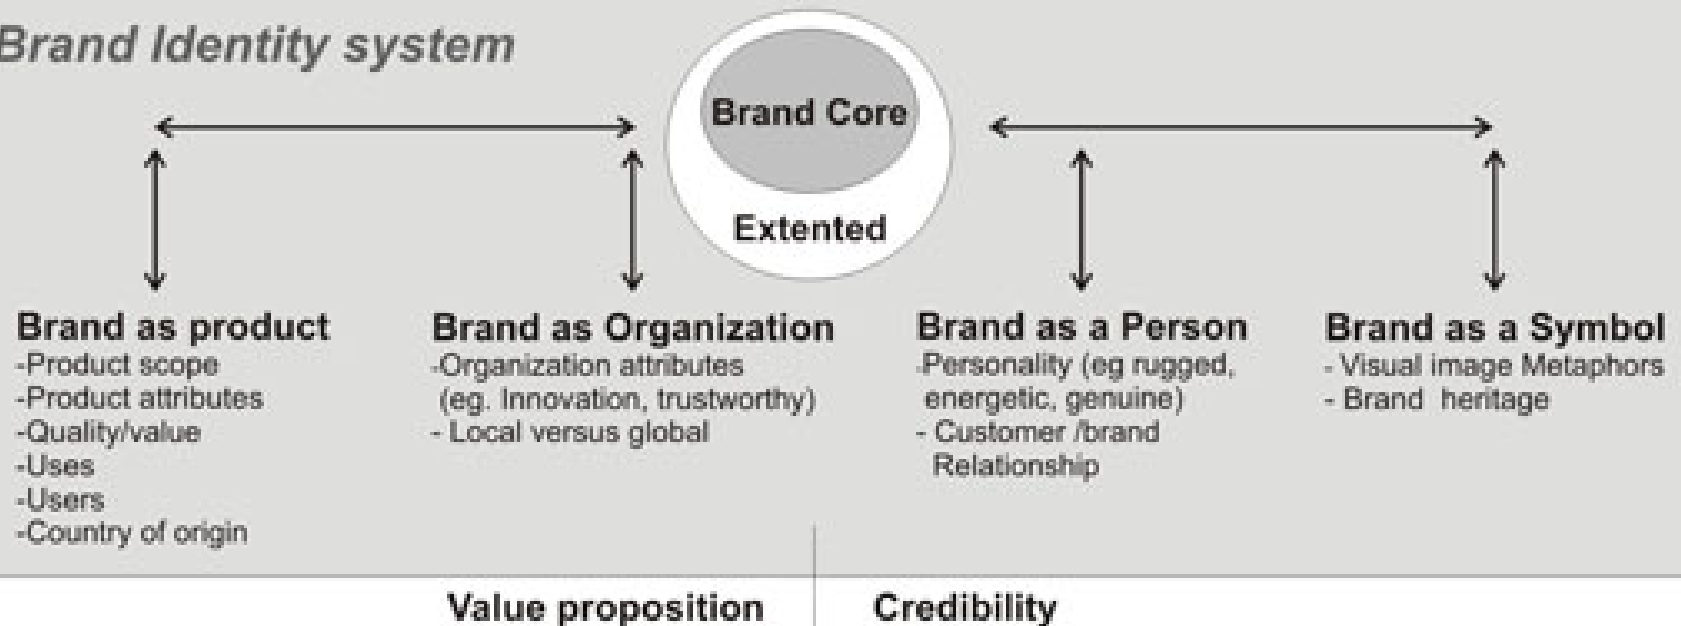 Brand Identity system
Brand Core
Extented
Brand as product
-Product scope
-Product attributes
-Quality/value
-Uses
-Users
-Country of origin
Brand as Organization
-Organization attributes
(eg. Innovation, trustworthy)
- Local versus global
Brand as a Person
-Personality (eg rugged,
energetic, genuine)
- Customer /brand
Relationship
Brand as a Symbol
- Visual image Metaphors
- Brand heritage
Value proposition
Credibility